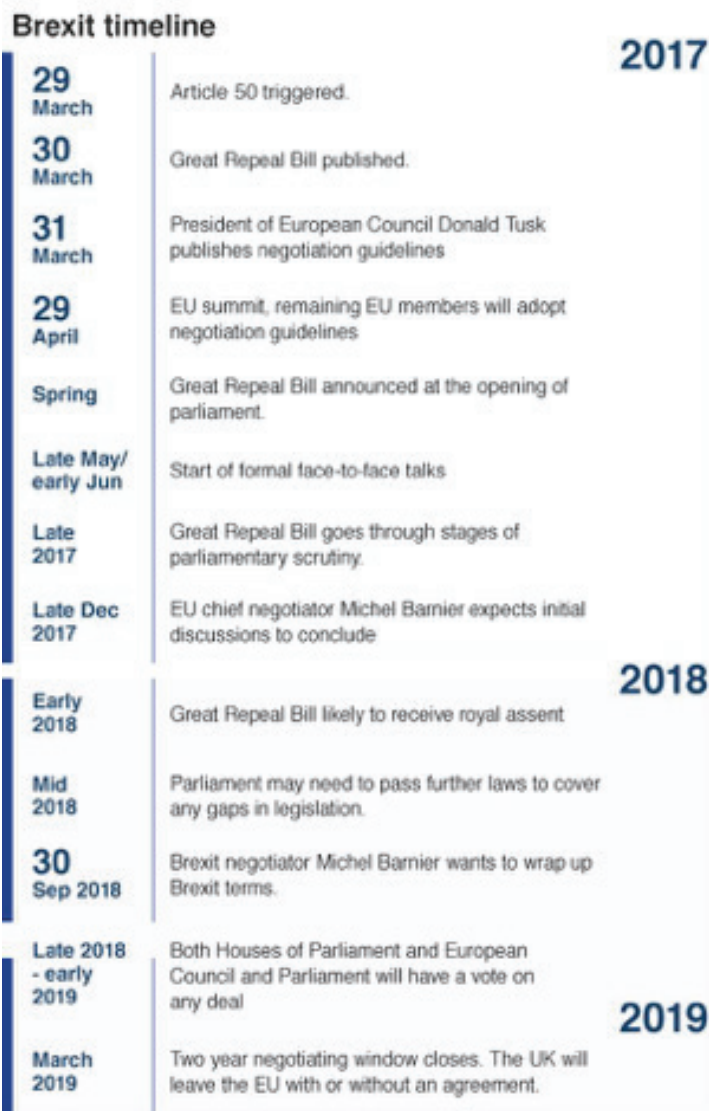 Brexit timeline
2017
29
March
Article 50 triggered.
30
March
Great Repeal Bill published.
31
March
President of European Council Donald Tusk
publishes negotiation guidelines
29
April
EU summit, remaining EU members will adopt
negotiation guidelines
Spring
Great Repeal Bill announced at the opening of
parliament.
Late May/
early Jun
Start of formal face-to-face talks
Late
2017
Great Repeal Bill goes through stages of
parliamentary scrutiny.
Late Dec
2017
EU chief negotiator Michel Barnier expects initial
discussions to conclude
2018
Early
2018
Great Repeal Bill likely to receive royal assent
Mid
2018
Parliament may need to pass further laws to cover
any gaps in legislation.
30
Sep 2018
Brexit negotiator Michel Barnier wants to wrap up
Brexit terms.
Late 2018
- early
2019
Both Houses of Parliament and European
Council and Parliament will have a vote on
any deal
2019
March
2019
Two year negotiating window closes. The UK will
leave the EU with or without an agreement.